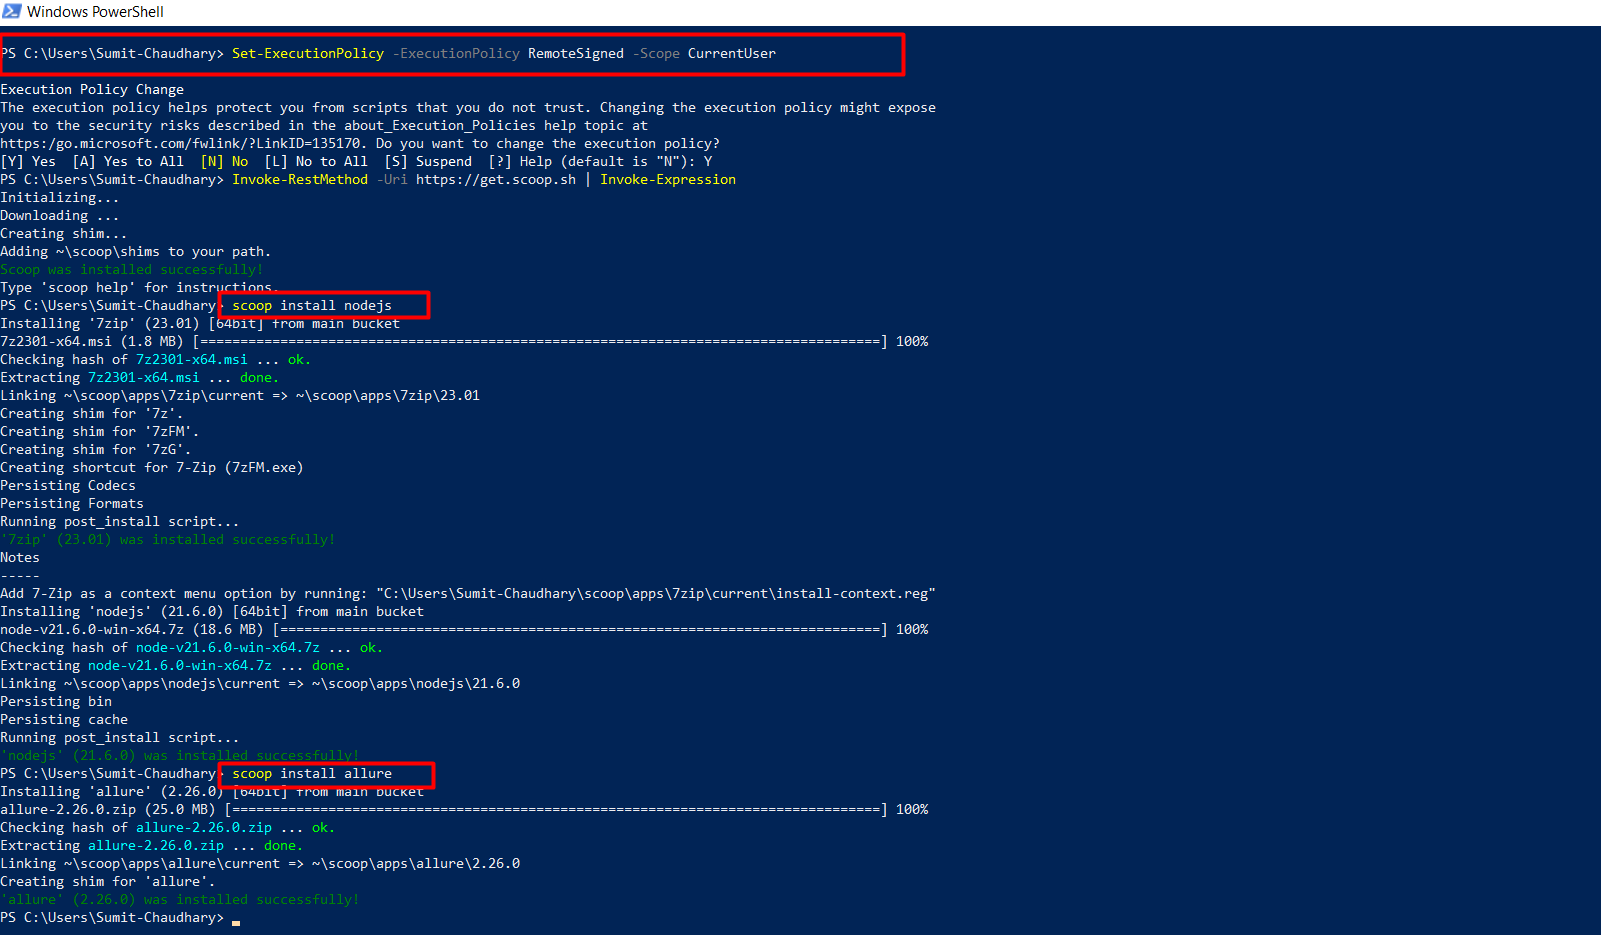 Windows PowerShell
PS C:\Users\Sumit-Chaudhary> Set-ExecutionPolicy -ExecutionPolicy RemoteSigned -Scope CurrentUser
Execution Policy Change
The execution policy helps protect you from scripts that you do not trust. Changing the execution policy might expose
you to the security risks described in the about_Execution_Policies help topic at
https:/go.microsoft.com/fwlink/?LinkID=135170. Do you want to change the execution policy?
[Y] Yes  [A] Yes to All  [N] No  [L] No to All  [S] Suspend  [?] Help (default is "N"): Y
PS C:\Users\Sumit-Chaudhary> Invoke-RestMethod -Uri https://get.scoop.sh | Invoke-Expression
Initializing...
Downloading ...
Creating shim...
Adding ~\scoop\shims to your path.
Scoop was installed successfully!
Type 'scoop help' for instructions.
PS C:\Users\Sumit-Chaudhary> scoop install nodejs
Installing '7zip' (23.01) [64bit] from main bucket
7z2301-x64.msi (1.8 MB) [=====================================================================================] 100%
Checking hash of 7z2301-x64.msi ... ok.
Extracting 7z2301-x64.msi ... done.
Linking ~\scoop\apps\7zip\current => ~\scoop\apps\7zip\23.01
Creating shim for '7z'.
Creating shim for '7zFM'.
Creating shim for '7zG'.
Creating shortcut for 7-Zip (7zFM.exe)
Persisting Codecs
Persisting Formats
Running post_install script...
'7zip' (23.01) was installed successfully!
Notes
-----
Add 7-Zip as a context menu option by running: "C:\Users\Sumit-Chaudhary\scoop\apps\7zip\current\install-context.reg"
Installing 'nodejs' (21.6.0) [64bit] from main bucket
node-v21.6.0-win-x64.7z (18.6 MB) [===========================================================================] 100%
Checking hash of node-v21.6.0-win-x64.7z ... ok.
Extracting node-v21.6.0-win-x64.7z ... done.
Linking ~\scoop\apps\nodejs\current => ~\scoop\apps\nodejs\21.6.0
Persisting bin
Persisting cache
Running post_install script...
'nodejs' (21.6.0) was installed successfully!
PS C:\Users\Sumit-Chaudhary> scoop install allure
Installing 'allure' (2.26.0) [64bit] from main bucket
allure-2.26.0.zip (25.0 MB) [=================================================================================] 100%
Checking hash of allure-2.26.0.zip ... ok.
Extracting allure-2.26.0.zip ... done.
Linking ~\scoop\apps\allure\current => ~\scoop\apps\allure\2.26.0
Creating shim for 'allure'.
'allure' (2.26.0) was installed successfully!
PS C:\Users\Sumit-Chaudhary>